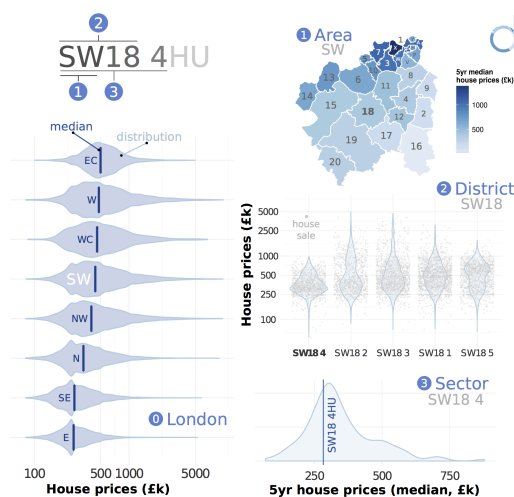 2
SW18 4HU
1
3
median
distribution
EC
W
WC
SW
NW
N
SE
E
0 London
100
500
1000
5000
House prices (£k)
1 Area
SW
1
13
14
6
3
11
8
9
15
18
4
2
12
17
19
16
20
5yr median
house prices (£k)
1000
500
2 District
SW18
House prices (£k)
5000
2500
1000
500
250
100
house
sale
SW18 4
SW18 2
SW18 3
SW18 1
SW18 5
3 Sector
SW18 4
SW18 4HU
250
500
750
5yr house prices (median, £k)